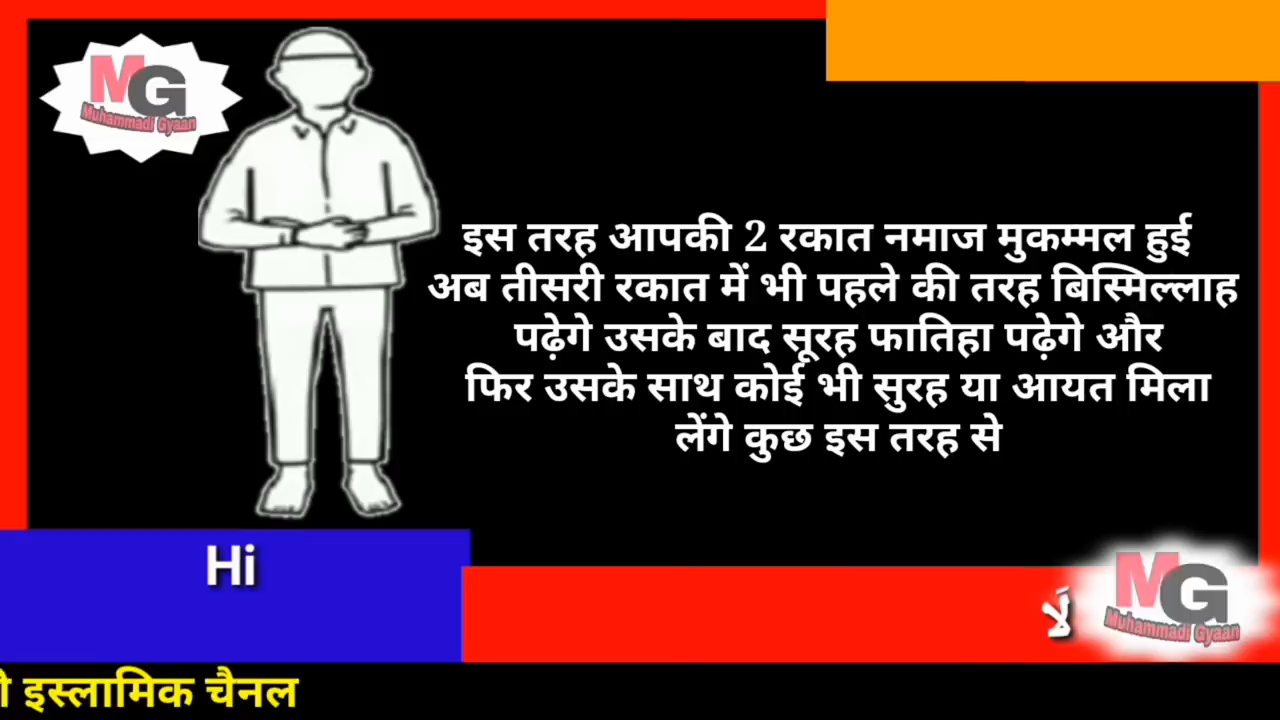 MG
Muhammadi Gyaan
इस तरह आपकी 2 रकात नमाज मुकम्मल हुई
अब तीसरी रकात में भी पहले की तरह बिस्मिल्लाह
पढ़ेगे उसके बाद सूरह फातिहा पढ़ेगे और
फिर उसके साथ कोई भी सुरह या आयत मिला
लेंगे कुछ इस तरह से
Hi
لَا
MG
Muhammadi Gyaan
इस्लामिक चैनल